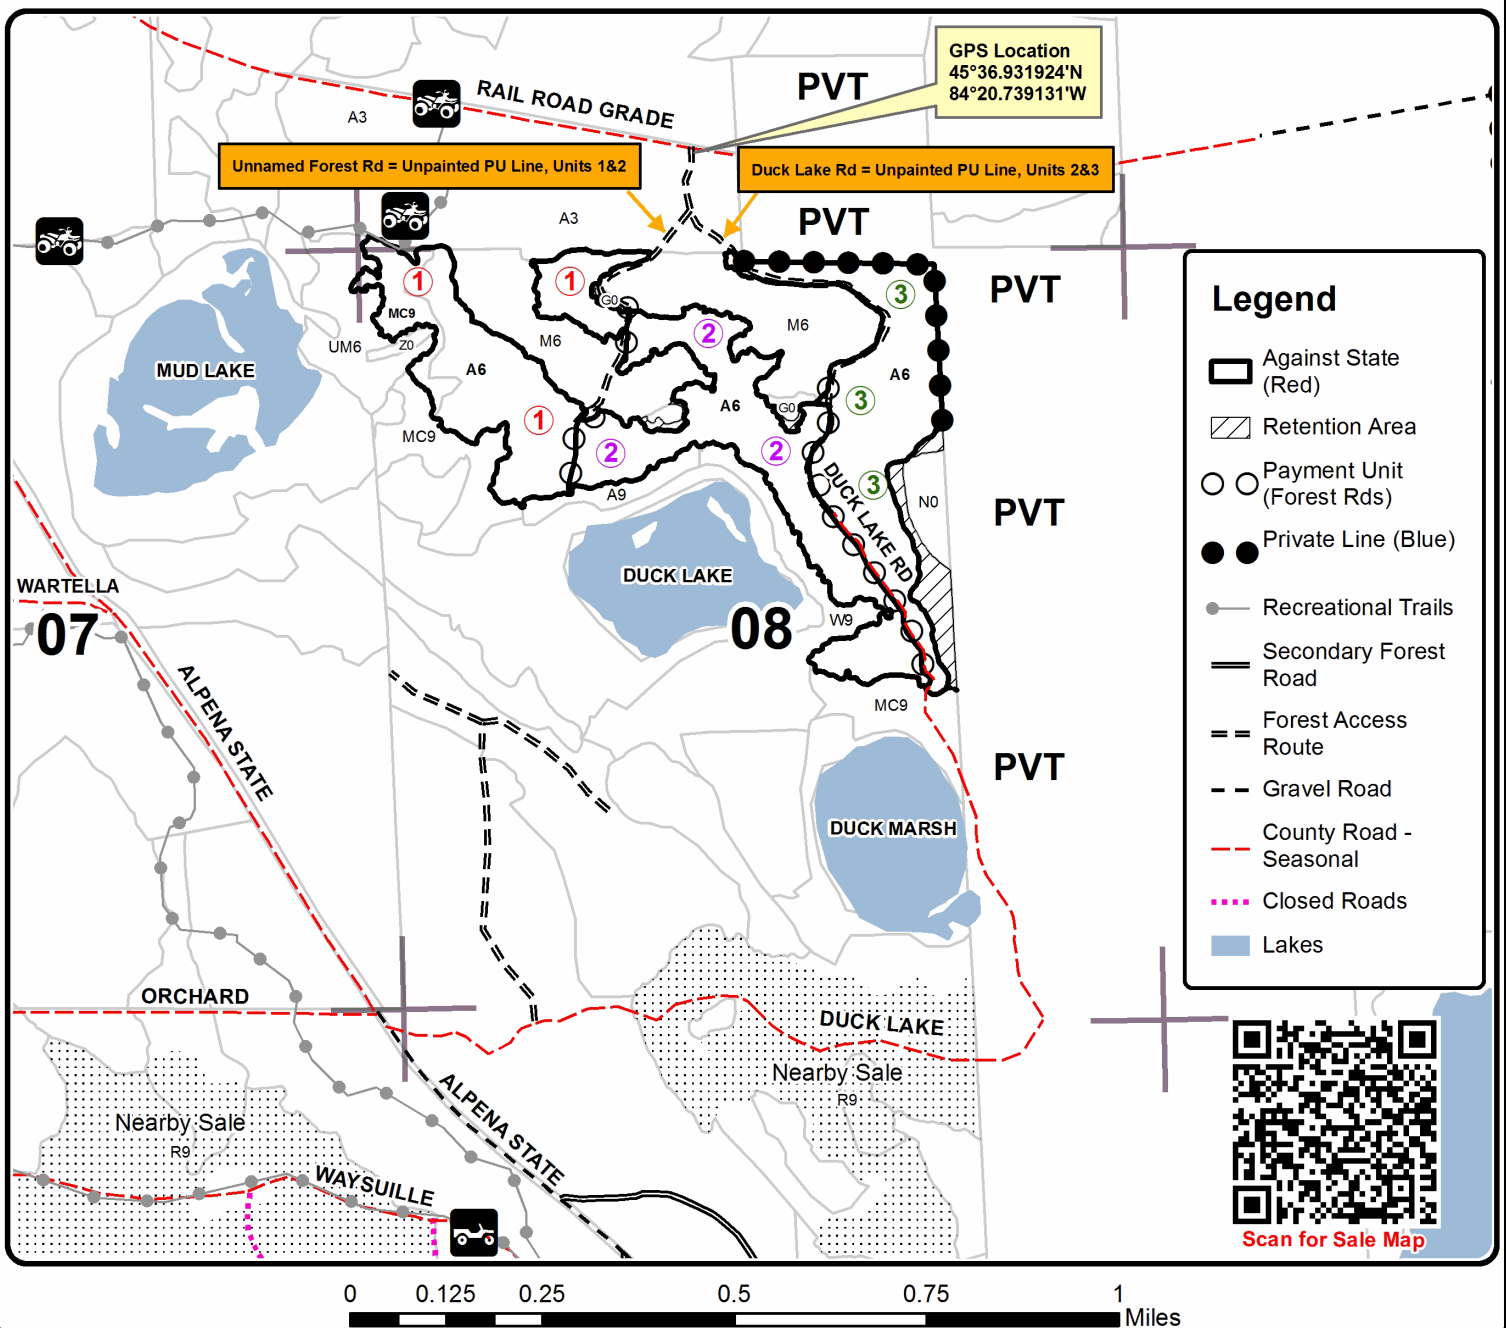 GPS Location
45°36.931924'N
84°20.739131'W
PVT
RAIL ROAD GRADE
A3
Unnamed Forest Rd = Unpainted PU Line, Units 1&2
Duck Lake Rd = Unpainted PU Line, Units 2&3
A3
PVT
1
1
3
PVT
G0
MC9
M6
2
M6
UM6
Z0
M6
MUD LAKE
A6
A6
3
A6
G0
1
MC9
2
2
3
A9
N0
PVT
DUCK LAKE RD
DUCK LAKE
WARTELLA
07
08
W9
MC9
ALPENA STATE
PVT
DUCK MARSH
ORCHARD
DUCK LAKE
Nearby Sale
R9
ALPENA STATE
Nearby Sale
R9
WAYSUILLE
Legend
Against State
(Red)
Retention Area
Payment Unit
(Forest Rds)
Private Line (Blue)
Recreational Trails
Secondary Forest
Road
Forest Access
Route
Gravel Road
County Road -
Seasonal
Closed Roads
Lakes
Scan for Sale Map
0 0.125 0.25 0.5 0.75 1
Miles